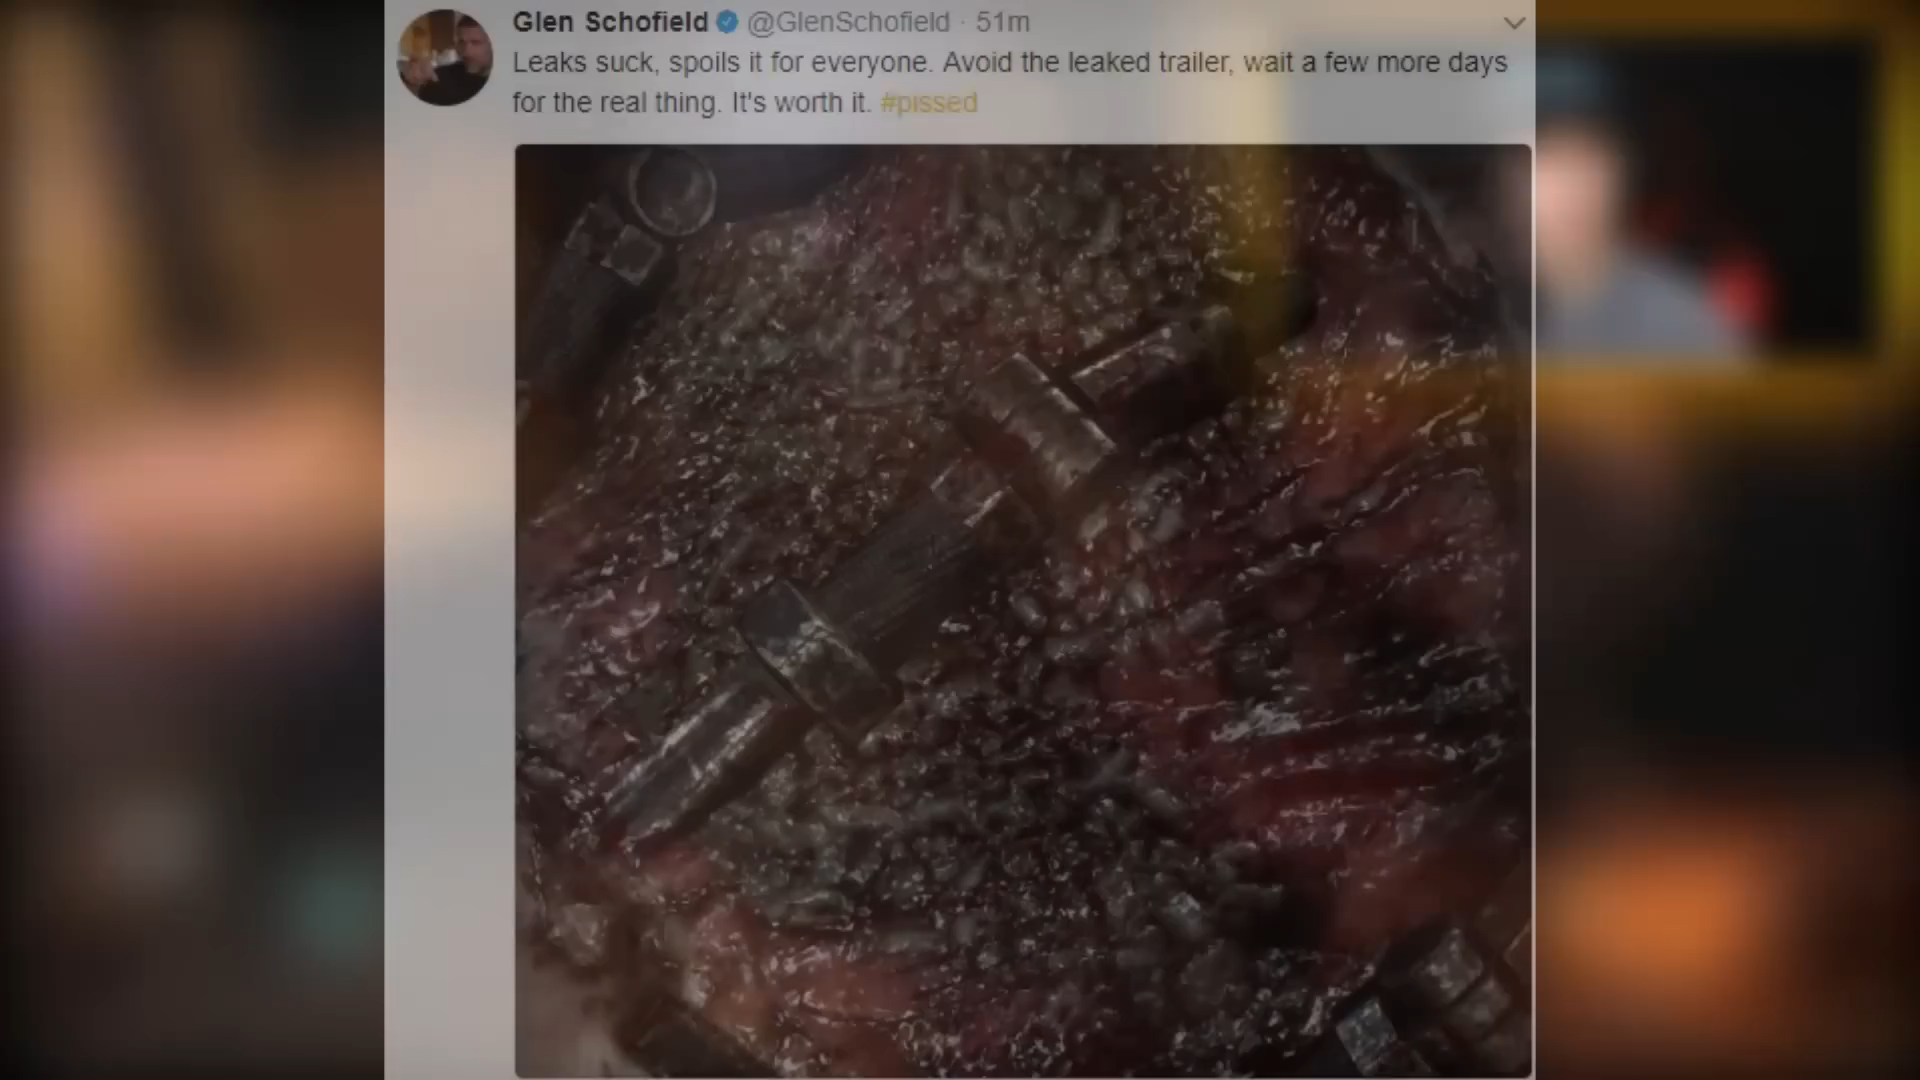 Glen Schofield @GlenSchofield · 51m
Leaks suck, spoils it for everyone. Avoid the leaked trailer, wait a few more days
for the real thing. It's worth it. #pissed